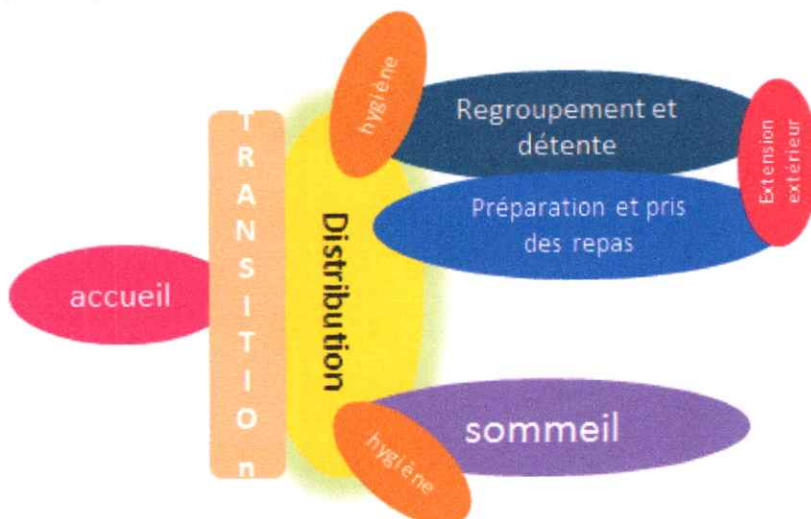 accueil
TRANSITIOn
Distribution
hygiène
Regroupement et
détente
Préparation et pris
des repas
Extension
extérieur
hygiène
sommeil